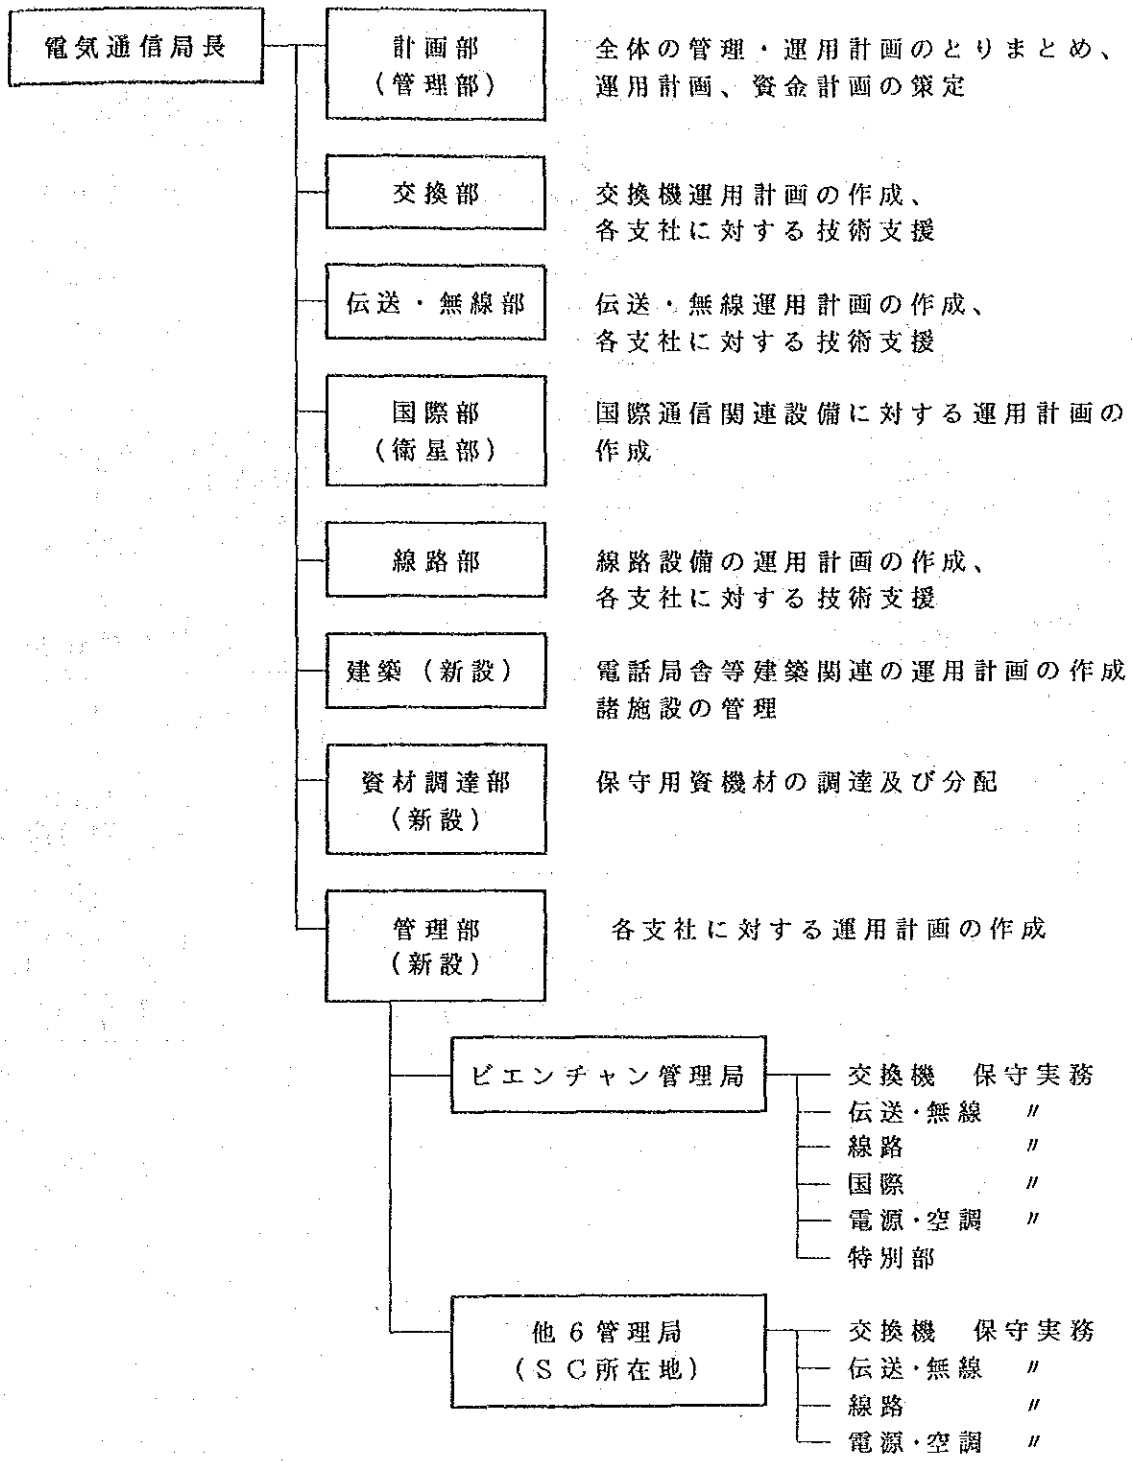 電気通信局長
計画部
(管理部)
全体の管理・運用計画のとりまとめ、
運用計画、資金計画の策定
交換部
交換機運用計画の作成、
各支社に対する技術支援
伝送・無線部
伝送・無線運用計画の作成、
各支社に対する技術支援
国際部
(衛星部)
国際通信関連設備に対する運用計画の
作成
線路部
線路設備の運用計画の作成、
各支社に対する技術支援
建築(新設)
電話局舎等建築関連の運用計画の作成
諸施設の管理
資材調達部
(新設)
保守用資機材の調達及び分配
管理部
(新設)
各支社に対する運用計画の作成
ビエンチャン管理局
交換機 保守実務
伝送・無線 〃
線路 〃
国際 〃
電源・空調 〃
特別部
他6管理局
(SC所在地)
交換機 保守実務
伝送・無線 〃
線路 〃
電源・空調 〃